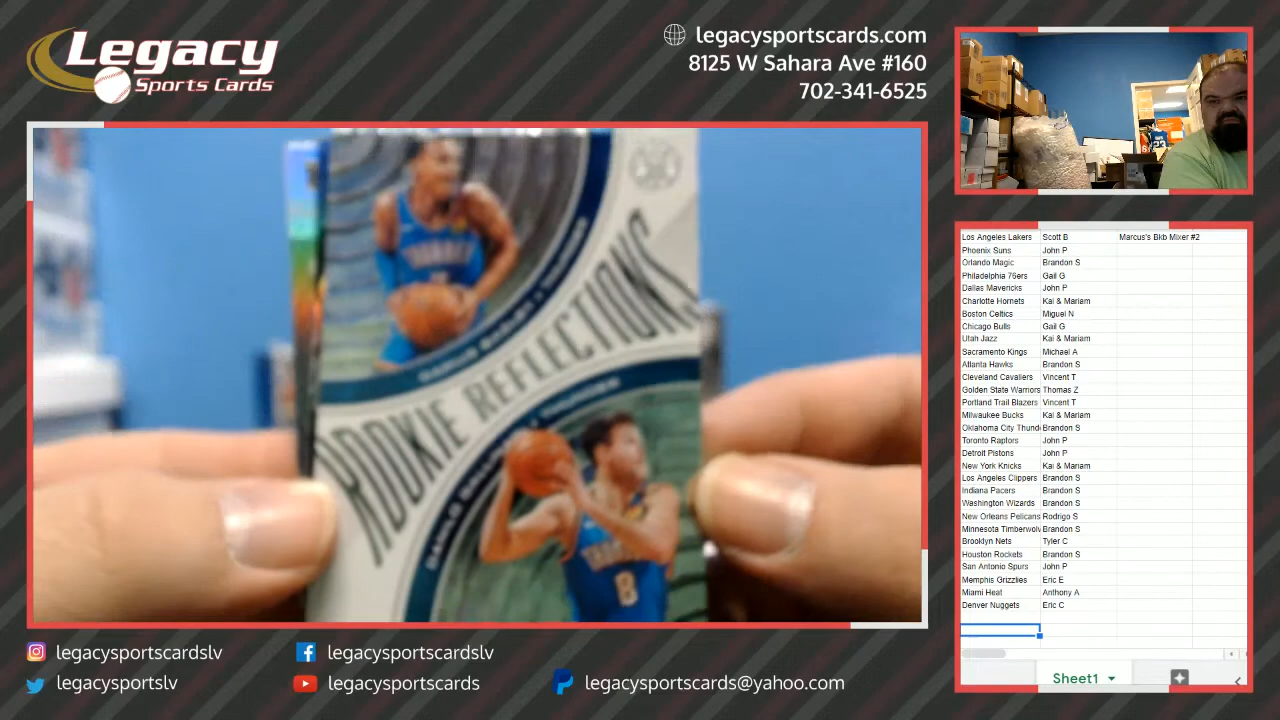 Legacy
Sports Cards
legacysportscards.com
8125 W Sahara Ave #160
702-341-6525
THUNDER
ROOKIE REFLECTIONS
THUNDER
8
Los Angeles Lakers Scott B Marcus's Bkb Mixer #2
Phoenix Suns John P
Orlando Magic Brandon S
Philadelphia 76ers Gail G
Dallas Mavericks John P
Charlotte Hornets Kai & Mariam
Boston Celtics Miguel N
Chicago Bulls Gail G
Utah Jazz Kai & Mariam
Sacramento Kings Michael A
Atlanta Hawks Brandon S
Cleveland Cavaliers Vincent T
Golden State Warriors Thomas Z
Portland Trail Blazers Vincent T
Milwaukee Bucks Kai & Mariam
Oklahoma City Thund Brandon S
Toronto Raptors John P
Detroit Pistons John P
New York Knicks Kai & Mariam
Los Angeles Clippers Brandon S
Indiana Pacers Brandon S
Washington Wizards Brandon S
New Orleans Pelicans Rodrigo S
Minnesota Timberwolv Brandon S
Brooklyn Nets Tyler C
Houston Rockets Brandon S
San Antonio Spurs John P
Memphis Grizzlies Eric E
Miami Heat Anthony A
Denver Nuggets Eric C
Sheet1
legacysportscardslv
legacysportscardslv
legacysportslv
legacysportscards
legacysportscards@yahoo.com